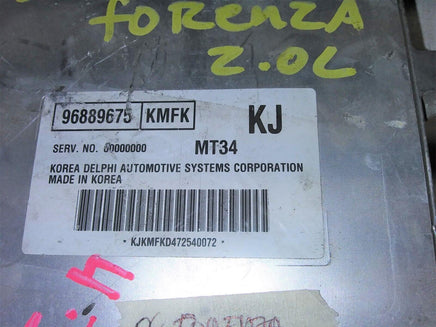 FORENZA
2.0L
96889675 KMFK KJ
SERV. NO. 00000000 MT34
KOREA DELPHI AUTOMOTIVE SYSTEMS CORPORATION
MADE IN KOREA
* KJKMFKD472540072 *